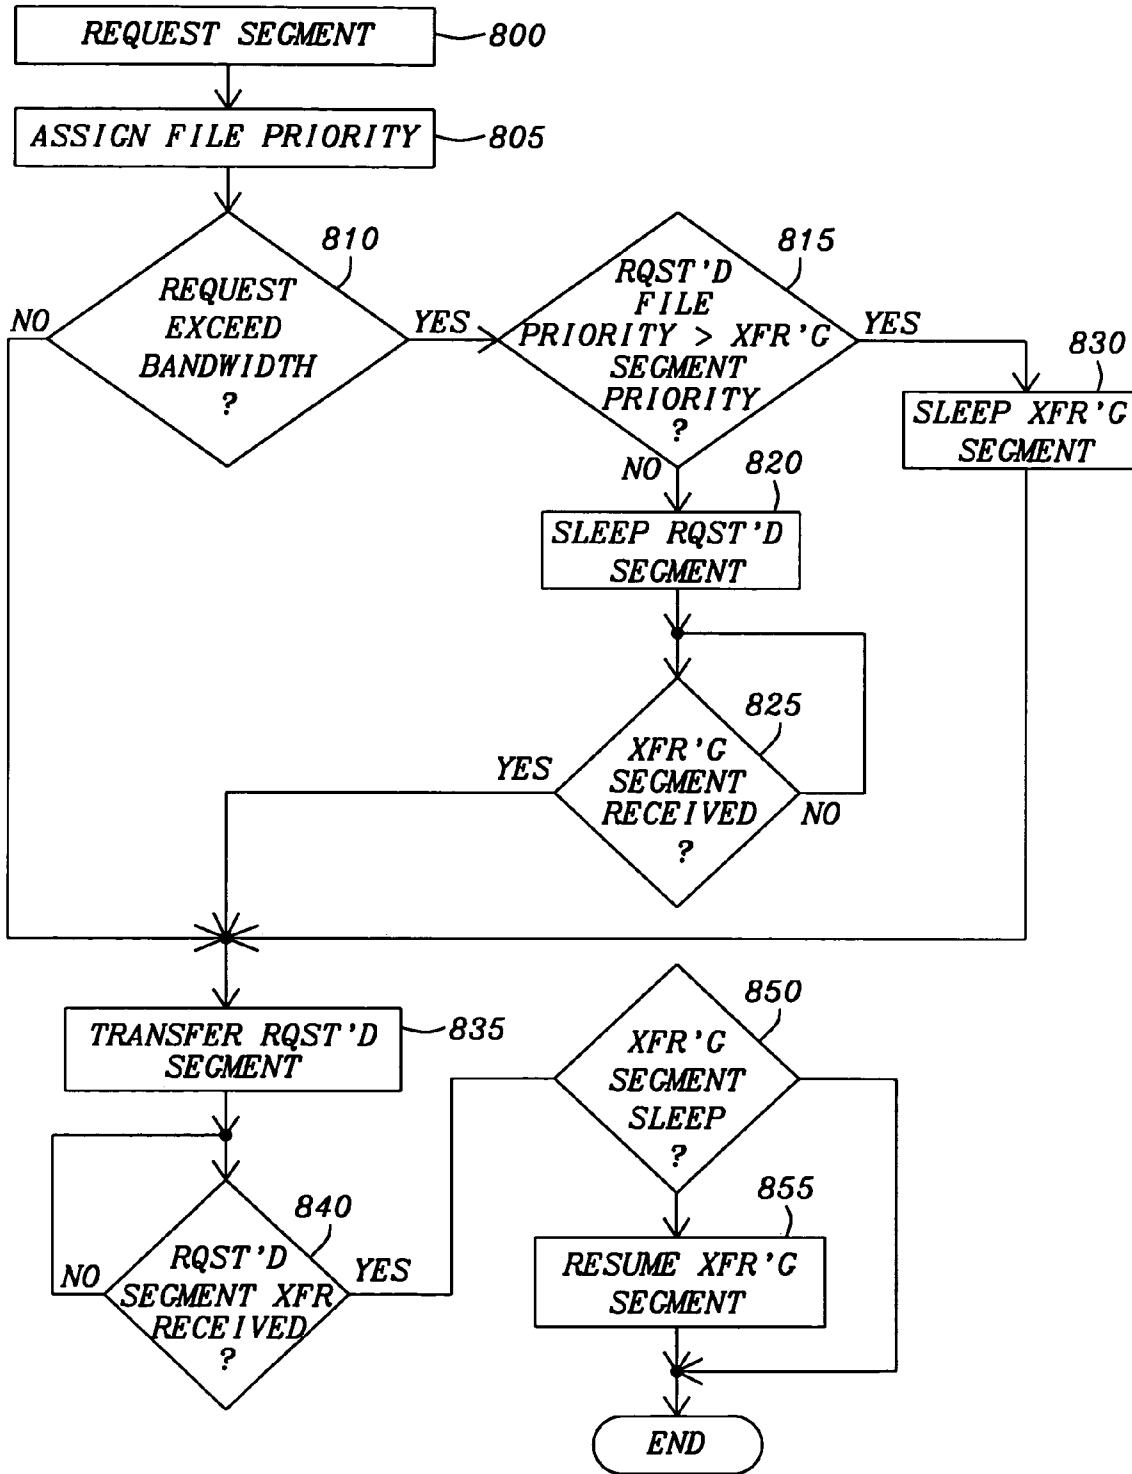 REQUEST SEGMENT
800
ASSIGN FILE PRIORITY
805
810
REQUEST
EXCEED
BANDWIDTH
?
NO
YES
815
RQST'D
FILE
PRIORITY > XFR'G
SEGMENT
PRIORITY
?
YES
NO
830
SLEEP XFR'G
SEGMENT
820
SLEEP RQST'D
SEGMENT
825
XFR'G
SEGMENT
RECEIVED
?
YES
NO
TRANSFER RQST'D
SEGMENT
835
840
RQST'D
SEGMENT XFR
RECEIVED
?
NO
YES
850
XFR'G
SEGMENT
SLEEP
?
855
RESUME XFR'G
SEGMENT
END